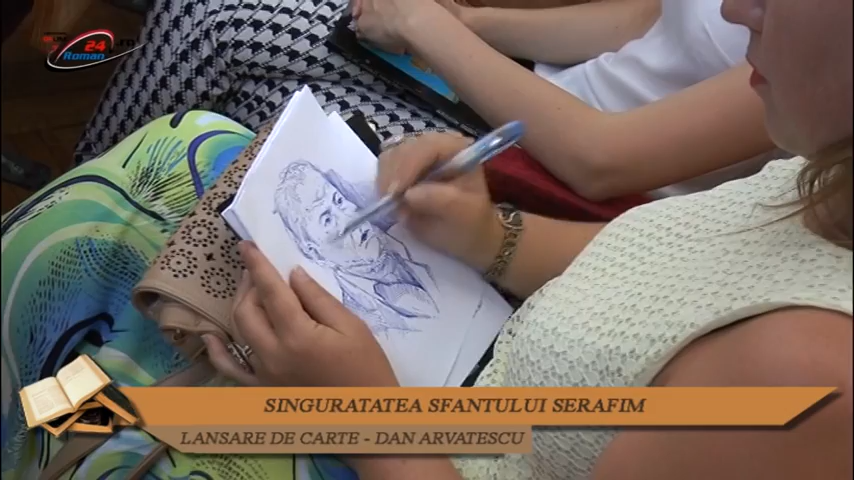 24
Roman
SINGURATATEA SFANTULUI SERAFIM
LANSARE DE CARTE - DAN ARVATESCU